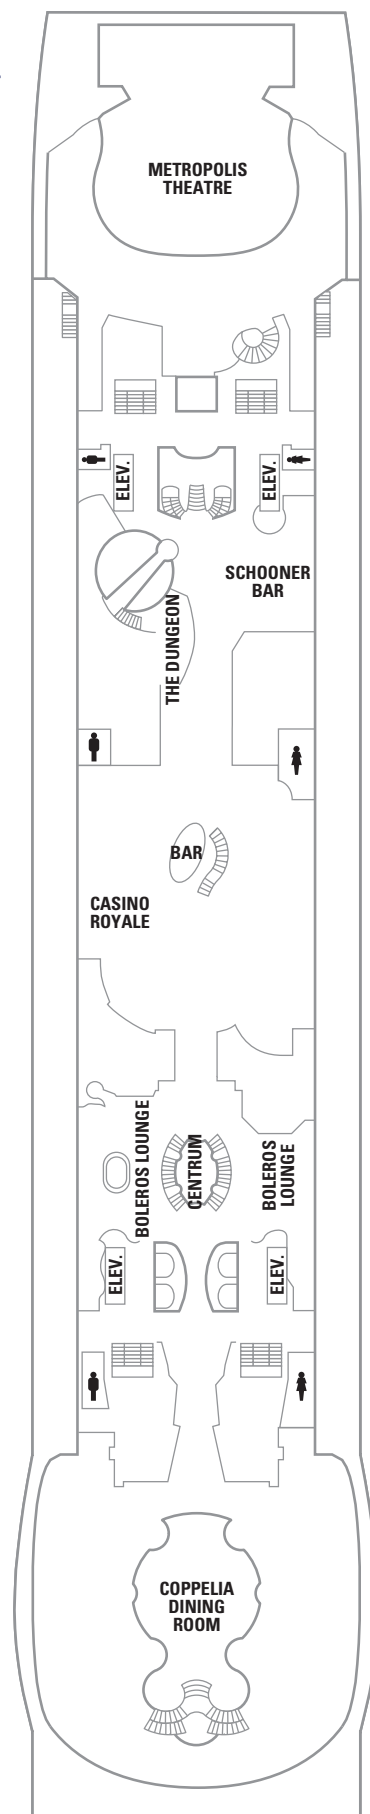 METROPOLIS
THEATRE
ELEV.
ELEV.
SCHOONER
BAR
THE DUNGEON
BAR
CASINO
ROYALE
BOLEROS LOUNGE
CENTRUM
BOLEROS
LOUNGE
ELEV.
ELEV.
COPPELIA
DINING
ROOM